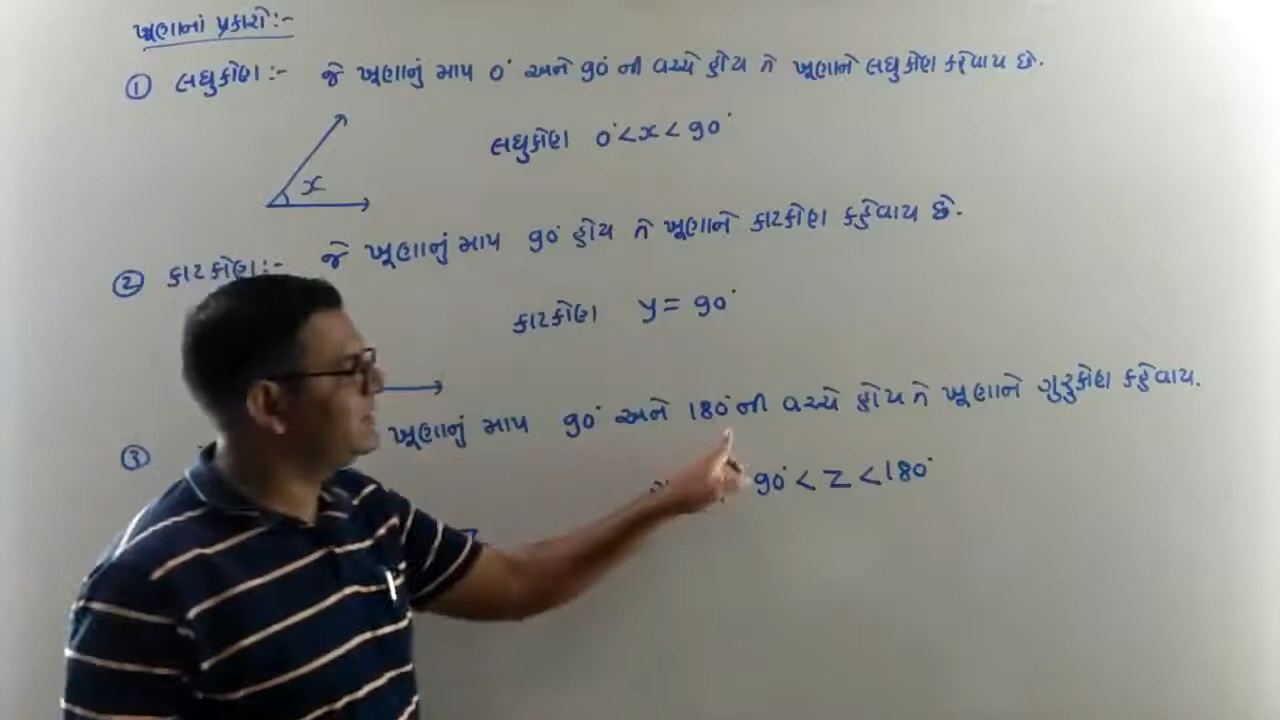 ખૂણાનાં પ્રકારો:-
① લઘુકોણ:- જે ખૂણાનું માપ 0° અને 90° ની વચ્ચે હોય તે ખૂણાને લઘુકોણ કહેવાય છે.
લઘુકોણ 0°<x<90°
x
② કાટકોણ:- જે ખૂણાનું માપ 90° હોય તે ખૂણાને કાટકોણ કહેવાય છે.
કાટકોણ y = 90°
③ ખૂણાનું માપ 90° અને 180° ની વચ્ચે હોય તે ખૂણાને ગુરુકોણ કહેવાય.
90° < z < 180°